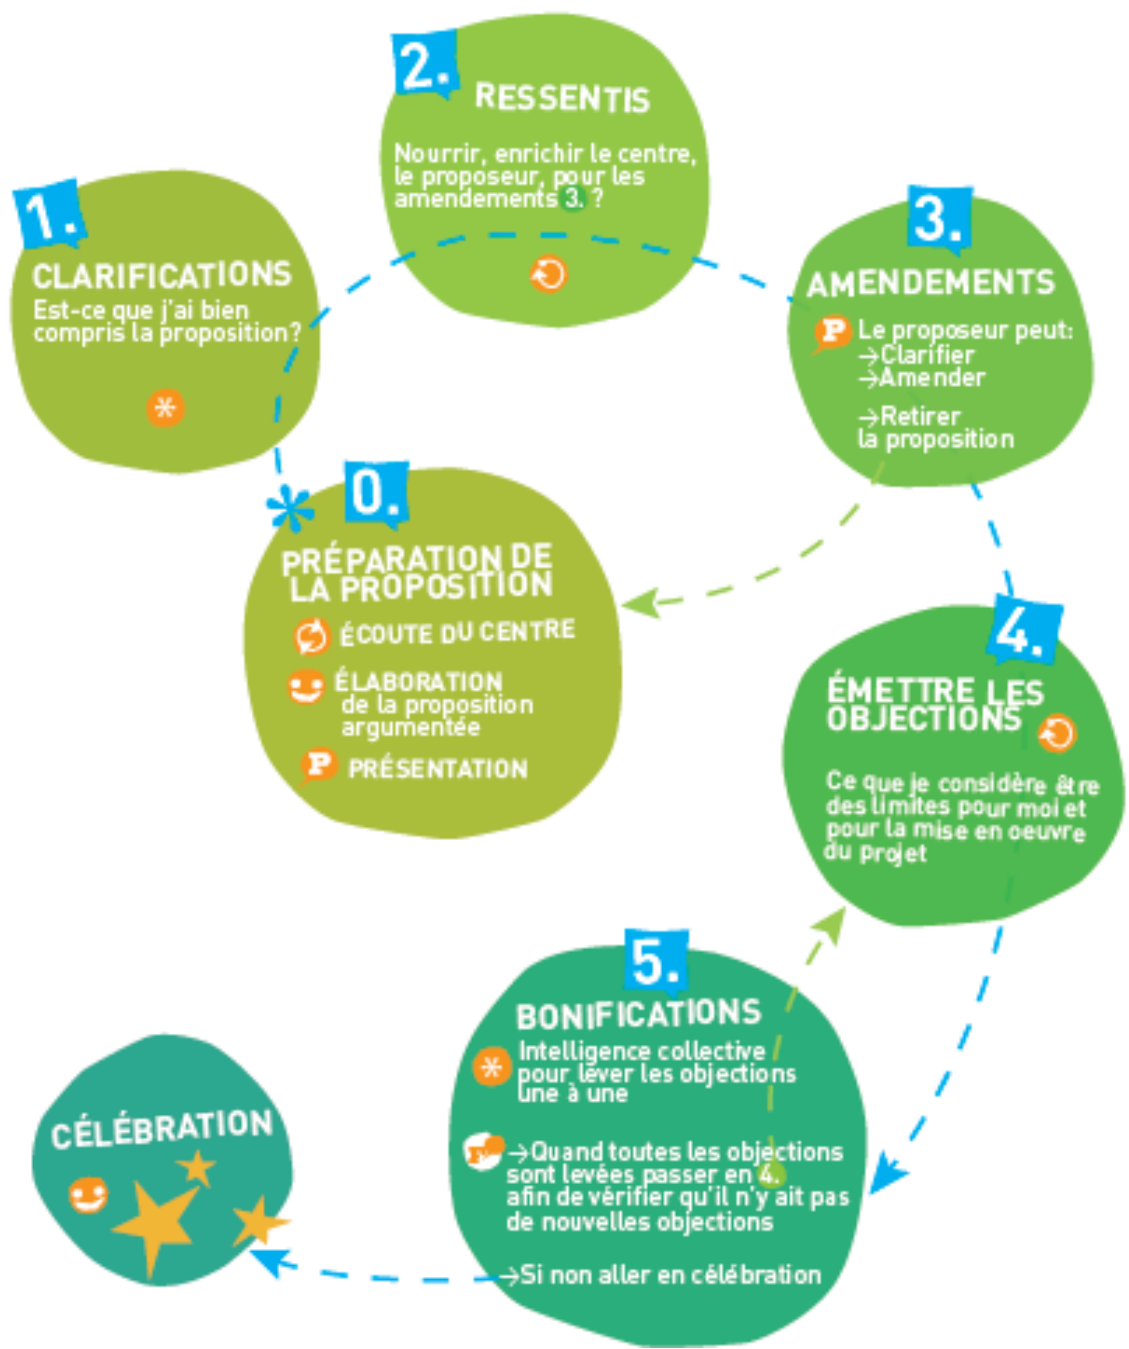 0.
PRÉPARATION DE
LA PROPOSITION
ÉCOUTE DU CENTRE
ÉLABORATION
de la proposition
argumentée
P PRÉSENTATION
1.
CLARIFICATIONS
Est-ce que j'ai bien
compris la proposition?
*
2.
RESSENTIS
Nourrir, enrichir le centre,
le proposeur, pour les
amendements 3. ?
3.
AMENDEMENTS
P Le proposeur peut:
→Clarifier
→Amender
→Retirer
la proposition
4.
ÉMETTRE LES
OBJECTIONS
Ce que je considère être
des limites pour moi et
pour la mise en oeuvre
du projet
5.
BONIFICATIONS
* Intelligence collective
pour lever les objections
une à une
→Quand toutes les objections
sont levées passer en 4.
afin de vérifier qu'il n'y ait pas
de nouvelles objections
→Si non aller en célébration
CÉLÉBRATION